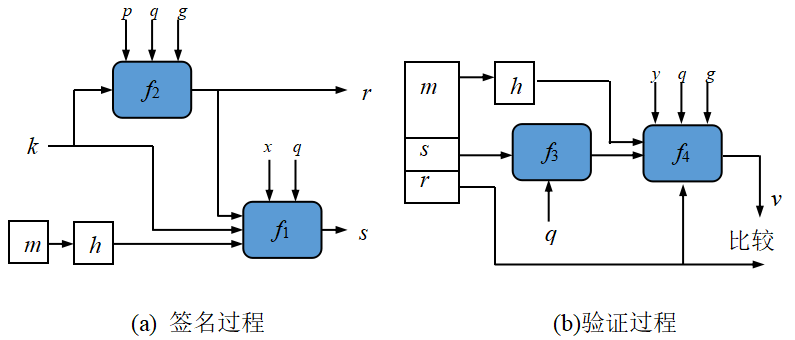 p q g
f2
r
k
x q
m h f1 s
(a) 签名过程
m h y q g
s f3 f4
r
q v
比较
(b)验证过程